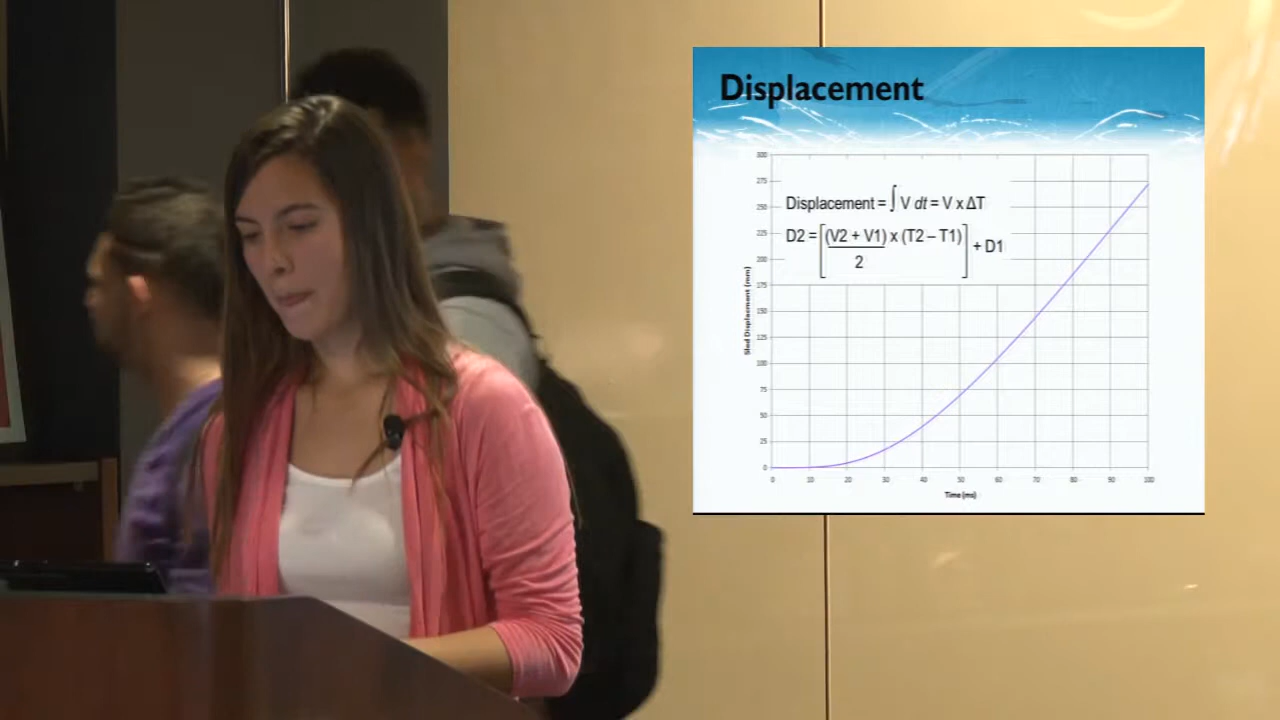 Displacement
300
275
250
225
200
175
150
125
100
75
50
25
0
Sled Displacement (mm)
Displacement = ∫ V dt = V x ΔT
D2 = [(V2 + V1) x (T2 – T1)] + D1
2
0 10 20 30 40 50 60 70 80 90 100
Time (ms)